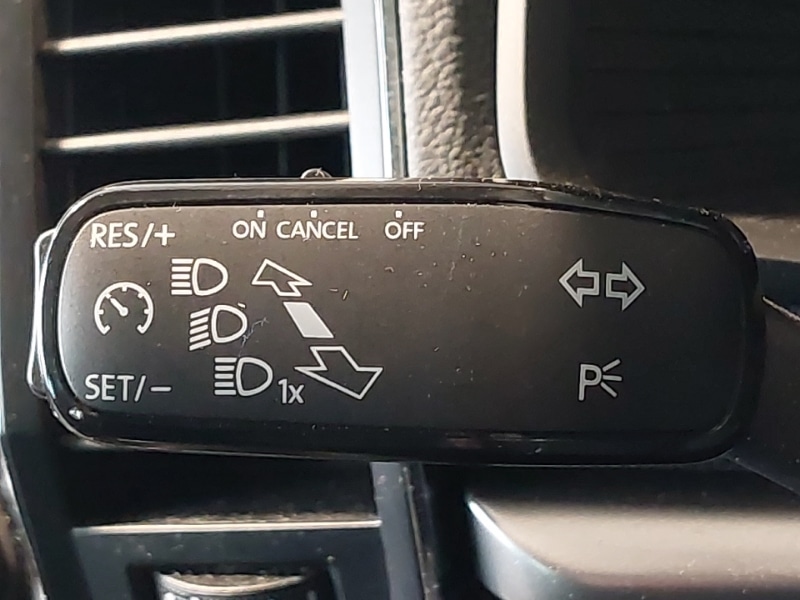 RES/+ ON CANCEL OFF
1x
SET/-
P